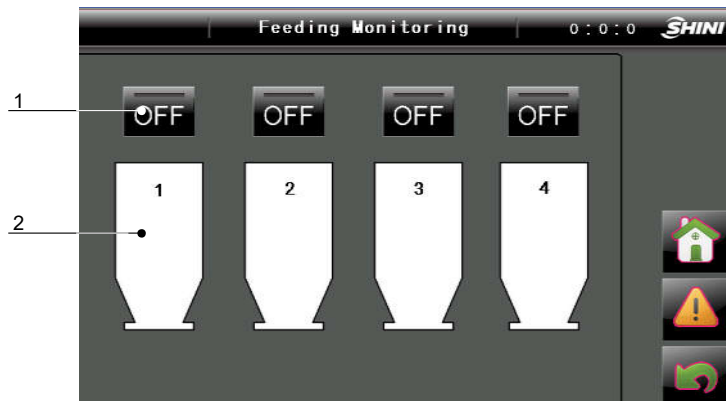 Feeding Monitoring 0:0:0 SHINI
1 OFF OFF OFF OFF
1 2 3 4
2